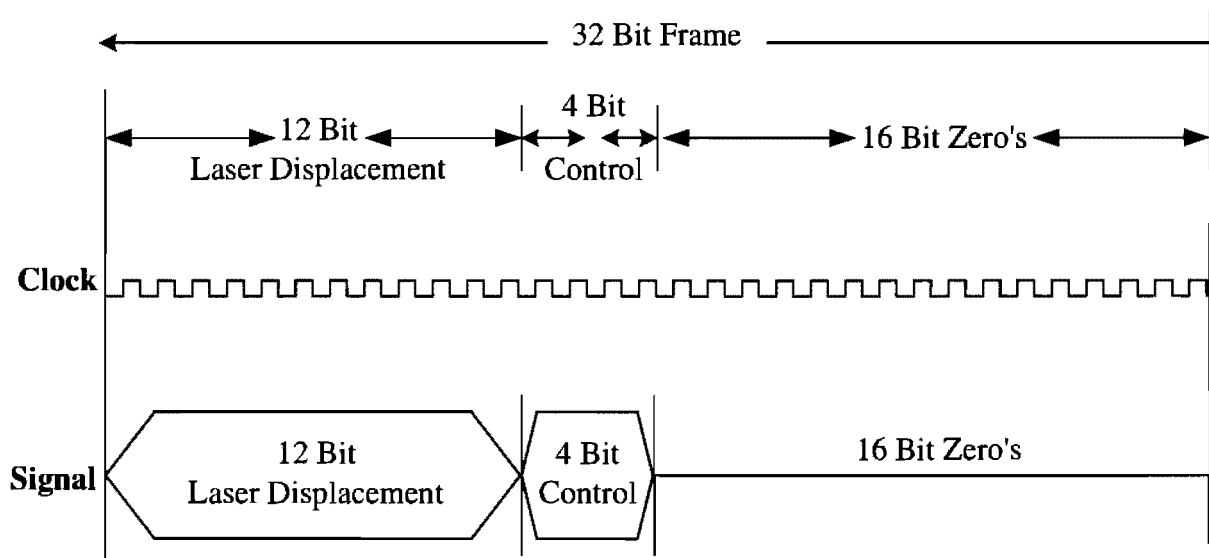 32 Bit Frame
4 Bit
12 Bit
16 Bit Zero's
Laser Displacement
Control
Clock
12 Bit
4 Bit
16 Bit Zero's
Signal
Laser Displacement
Control